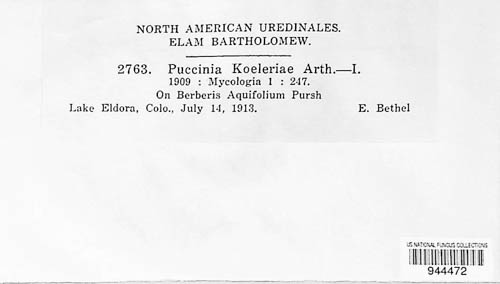 NORTH AMERICAN UREDINALES.
ELAM BARTHOLOMEW.
2763. Puccinia Koeleriae Arth.—I.
1909 : Mycologia 1 : 247.
On Berberis Aquifolium Pursh
Lake Eldora, Colo., July 14, 1913. E. Bethel
US NATIONAL FUNGUS COLLECTIONS
944472